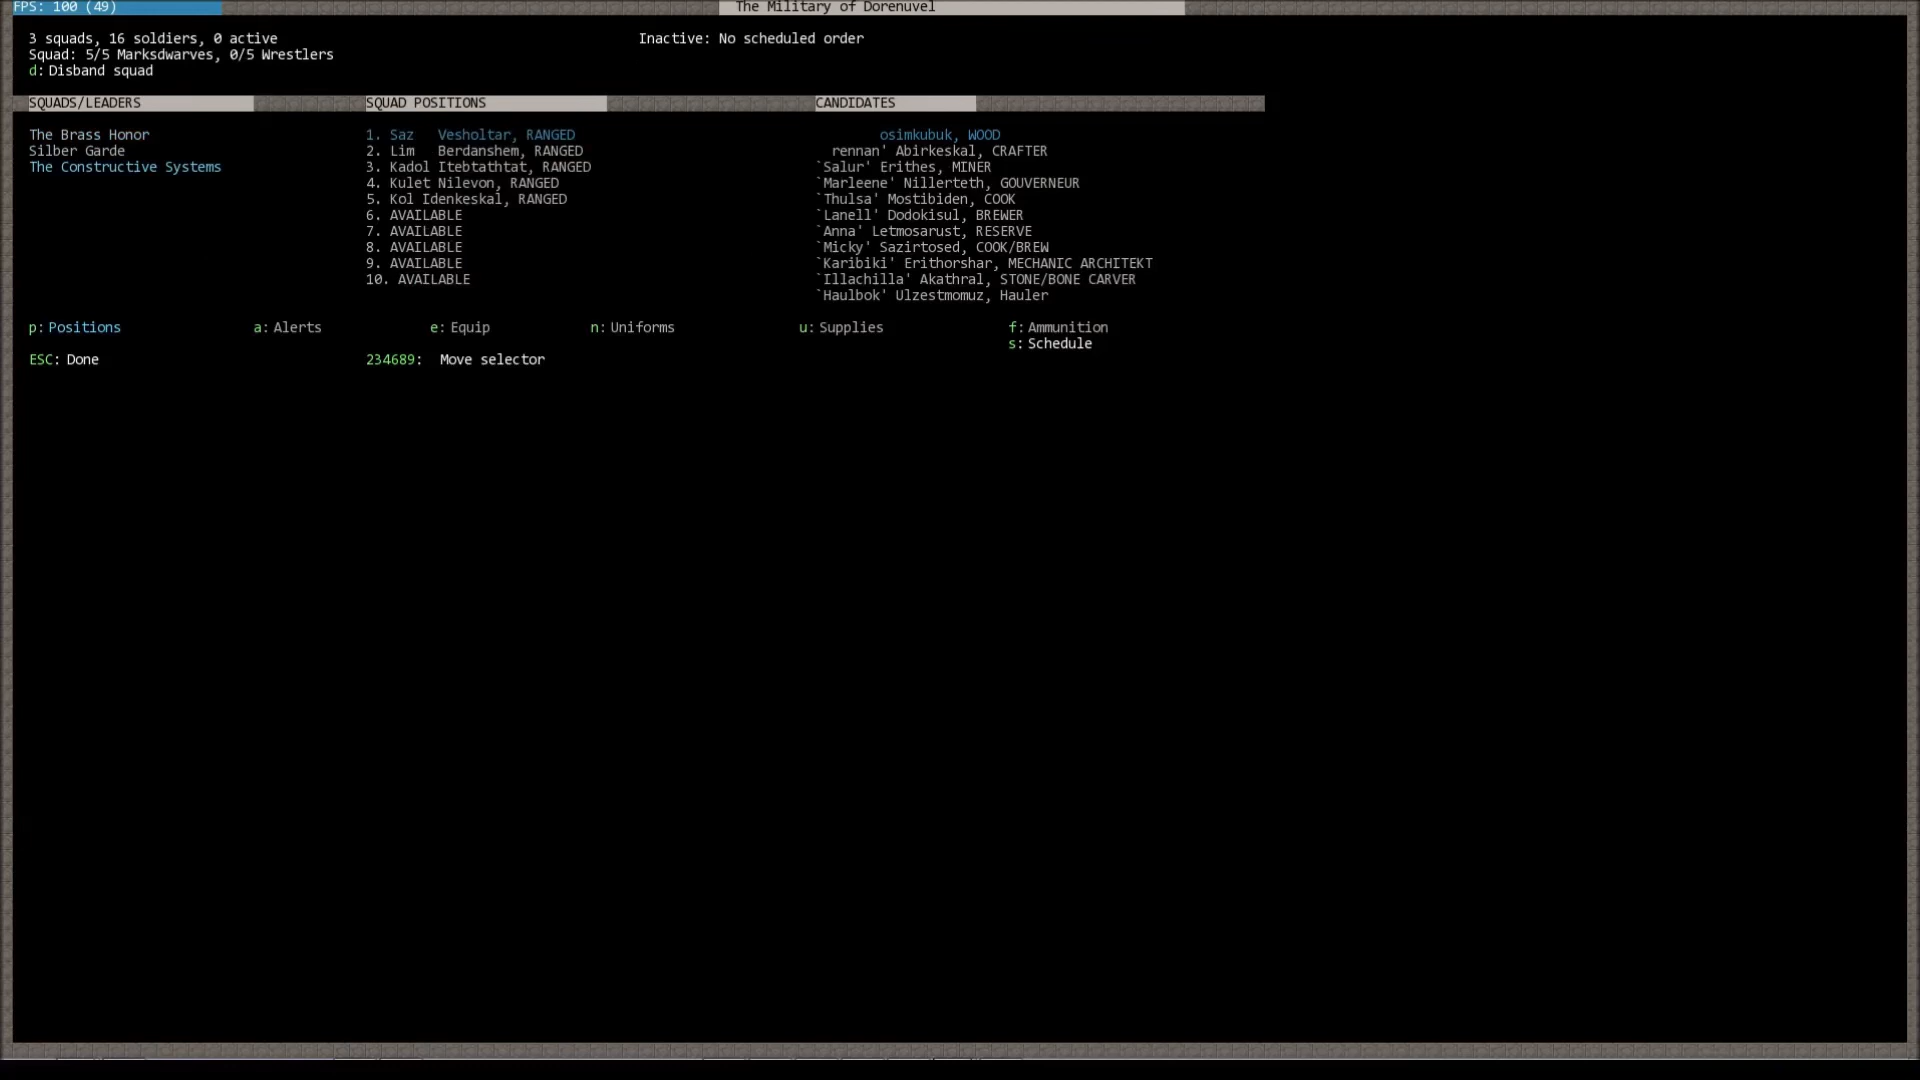 FPS: 100 (49)
The Military of Dorenuvel
3 squads, 16 soldiers, 0 active
Inactive: No scheduled order
Squad: 5/5 Marksdwarves, 0/5 Wrestlers
d: Disband squad
SQUADS/LEADERS
SQUAD POSITIONS
CANDIDATES
The Brass Honor
1. Saz Vesholtar, RANGED
osimkubuk, WOOD
Silber Garde
2. Lim Berdanshem, RANGED
rennan' Abirkeskal, CRAFTER
The Constructive Systems
3. Kadol Itebtathtat, RANGED
`Salur' Erithes, MINER
4. Kulet Nilevon, RANGED
`Marleene' Nillerteth, GOUVERNEUR
5. Kol Idenkeskal, RANGED
`Thulsa' Mostibiden, COOK
6. AVAILABLE
`Lanell' Dodokisul, BREWER
7. AVAILABLE
`Anna' Letmosarust, RESERVE
8. AVAILABLE
`Micky' Sazirtosed, COOK/BREW
9. AVAILABLE
`Karibiki' Erithorshar, MECHANIC ARCHITEKT
10. AVAILABLE
`Illachilla' Akathral, STONE/BONE CARVER
`Haulbok' Ulzestmomuz, Hauler
p: Positions
a: Alerts
e: Equip
n: Uniforms
u: Supplies
f: Ammunition
s: Schedule
ESC: Done
234689: Move selector